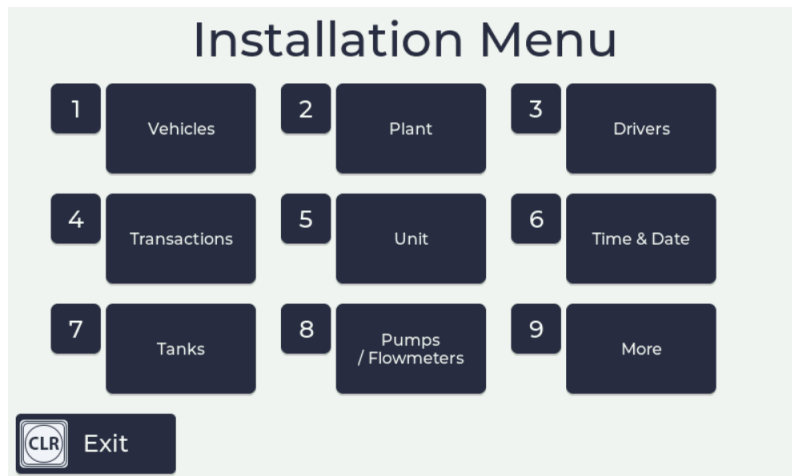 Installation Menu
1 Vehicles
2 Plant
3 Drivers
4 Transactions
5 Unit
6 Time & Date
7 Tanks
8 Pumps
/ Flowmeters
9 More
CLR Exit